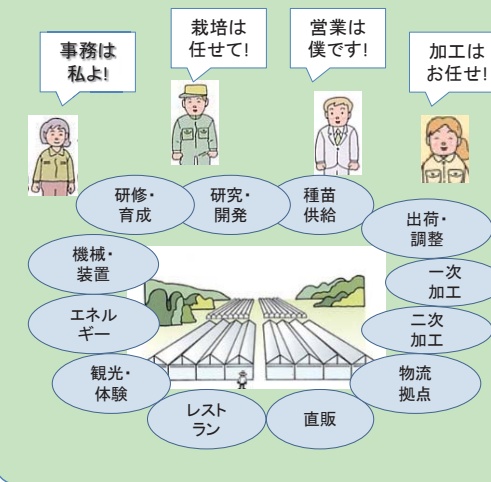 事務は
私よ!
栽培は
任せて!
営業は
僕です!
加工は
お任せ!
研修・
育成
研究・
開発
種苗
供給
出荷・
調整
機械・
装置
一次
加工
エネル
ギー
二次
加工
観光・
体験
物流
拠点
レスト
ラン
直販